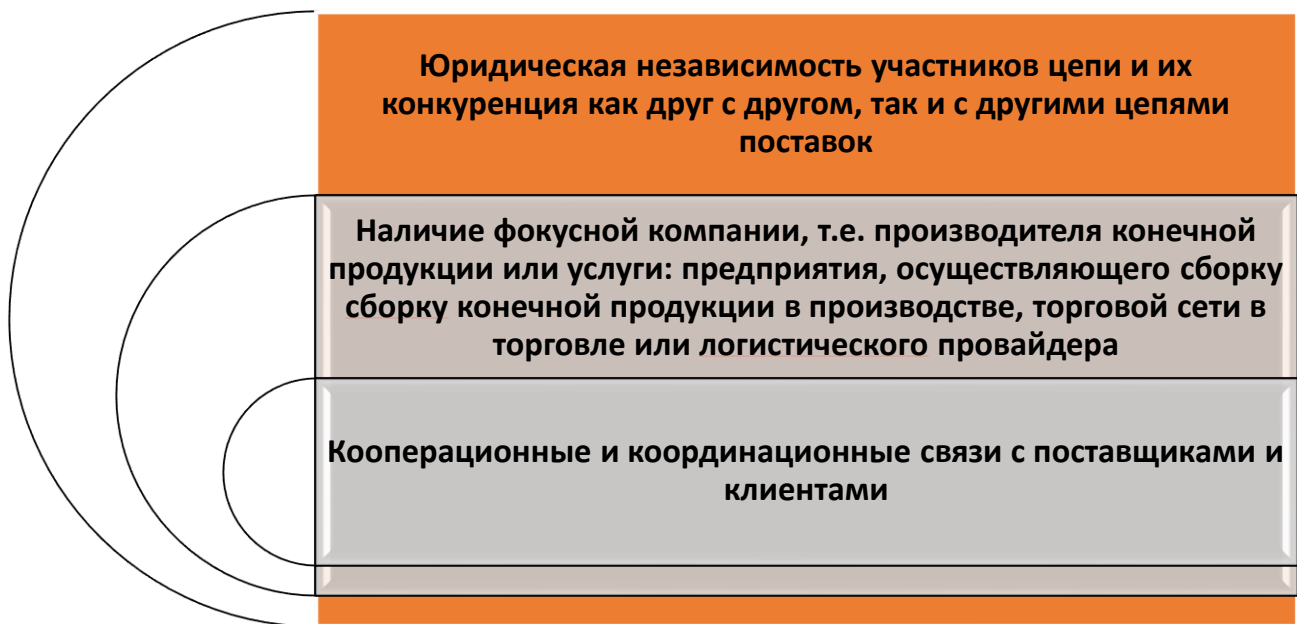 Юридическая независимость участников цепи и их
конкуренция как друг с другом, так и с другими цепями
поставок
Наличие фокусной компании, т.е. производителя конечной
продукции или услуги: предприятия, осуществляющего сборку
сборку конечной продукции в производстве, торговой сети в
торговле или логистического провайдера
Кооперационные и координационные связи с поставщиками и
клиентами